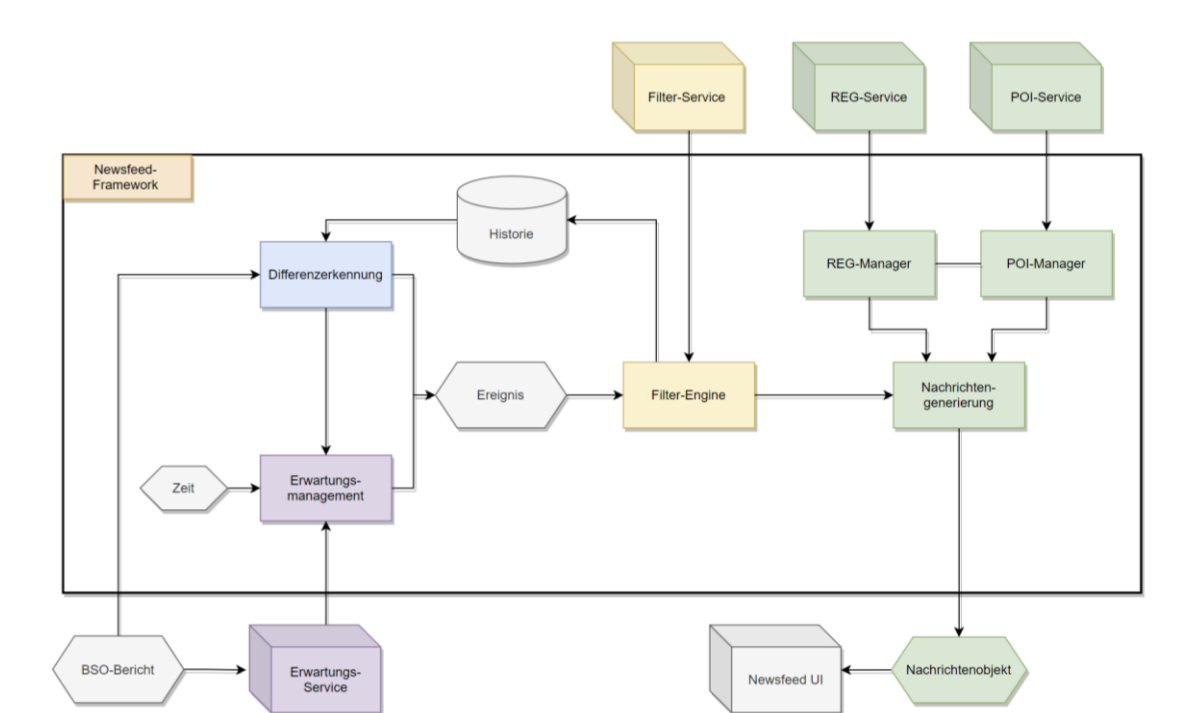 Filter-Service
REG-Service
POI-Service
Newsfeed-
Framework
Historie
Differenzerkennung
REG-Manager
POI-Manager
Ereignis
Filter-Engine
Nachrichten-
generierung
Zeit
Erwartungs-
management
BSO-Bericht
Erwartungs-
Service
Newsfeed UI
Nachrichtenobjekt